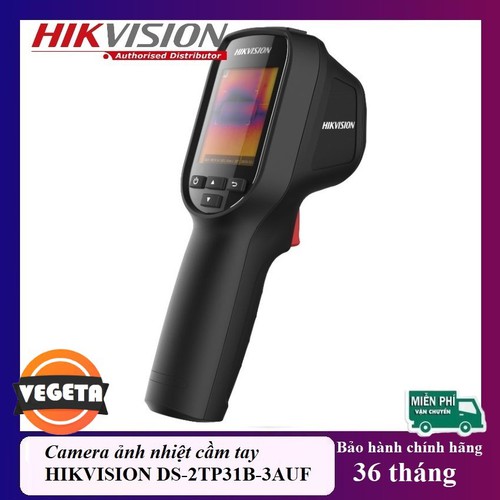 HIKVISION
Authorised Distributor
HIKVISION
HIKVISION
VEGETA
MIỄN PHÍ
VẬN CHUYỂN
Camera ảnh nhiệt cầm tay
HIKVISION DS-2TP31B-3AUF
Bảo hành chính hãng
36 tháng